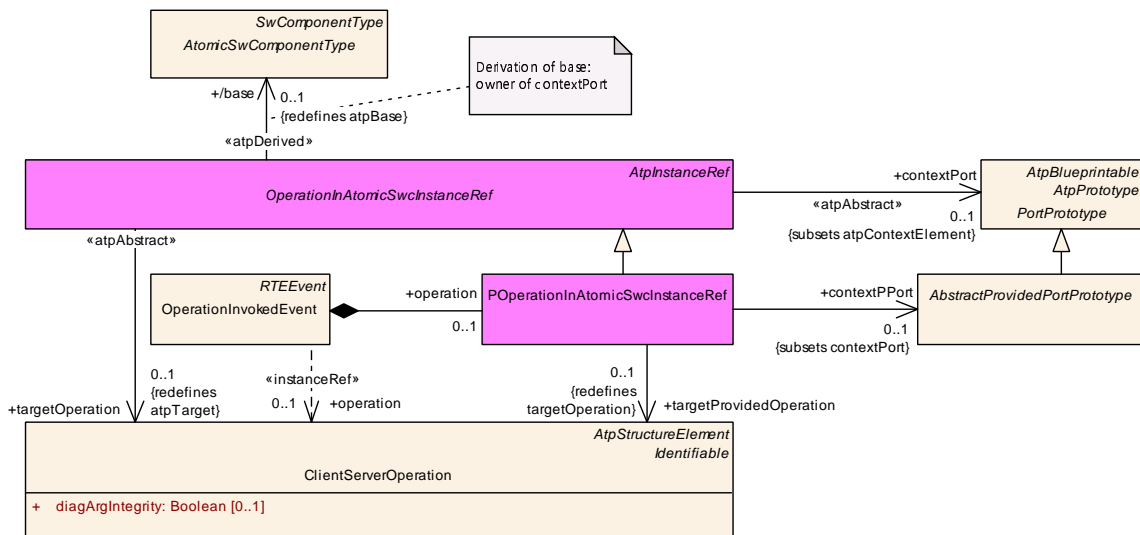 SwComponentType
AtomicSwComponentType
Derivation of base:
owner of contextPort
+/base
0..1
{redefines atpBase}
«atpDerived»
AtpInstanceRef
OperationInAtomicSwcInstanceRef
+contextPort
«atpAbstract»
0..1
{subsets atpContextElement}
AtpBlueprintable
AtpPrototype
PortPrototype
«atpAbstract»
RTEEvent
OperationInvokedEvent
+operation
0..1
POperationInAtomicSwcInstanceRef
+contextPPort
0..1
{subsets contextPort}
AbstractProvidedPortPrototype
0..1
{redefines
atpTarget}
+targetOperation
«instanceRef»
0..1
+operation
0..1
{redefines
targetOperation}
+targetProvidedOperation
AtpStructureElement
Identifiable
ClientServerOperation
+ diagArgIntegrity: Boolean [0..1]